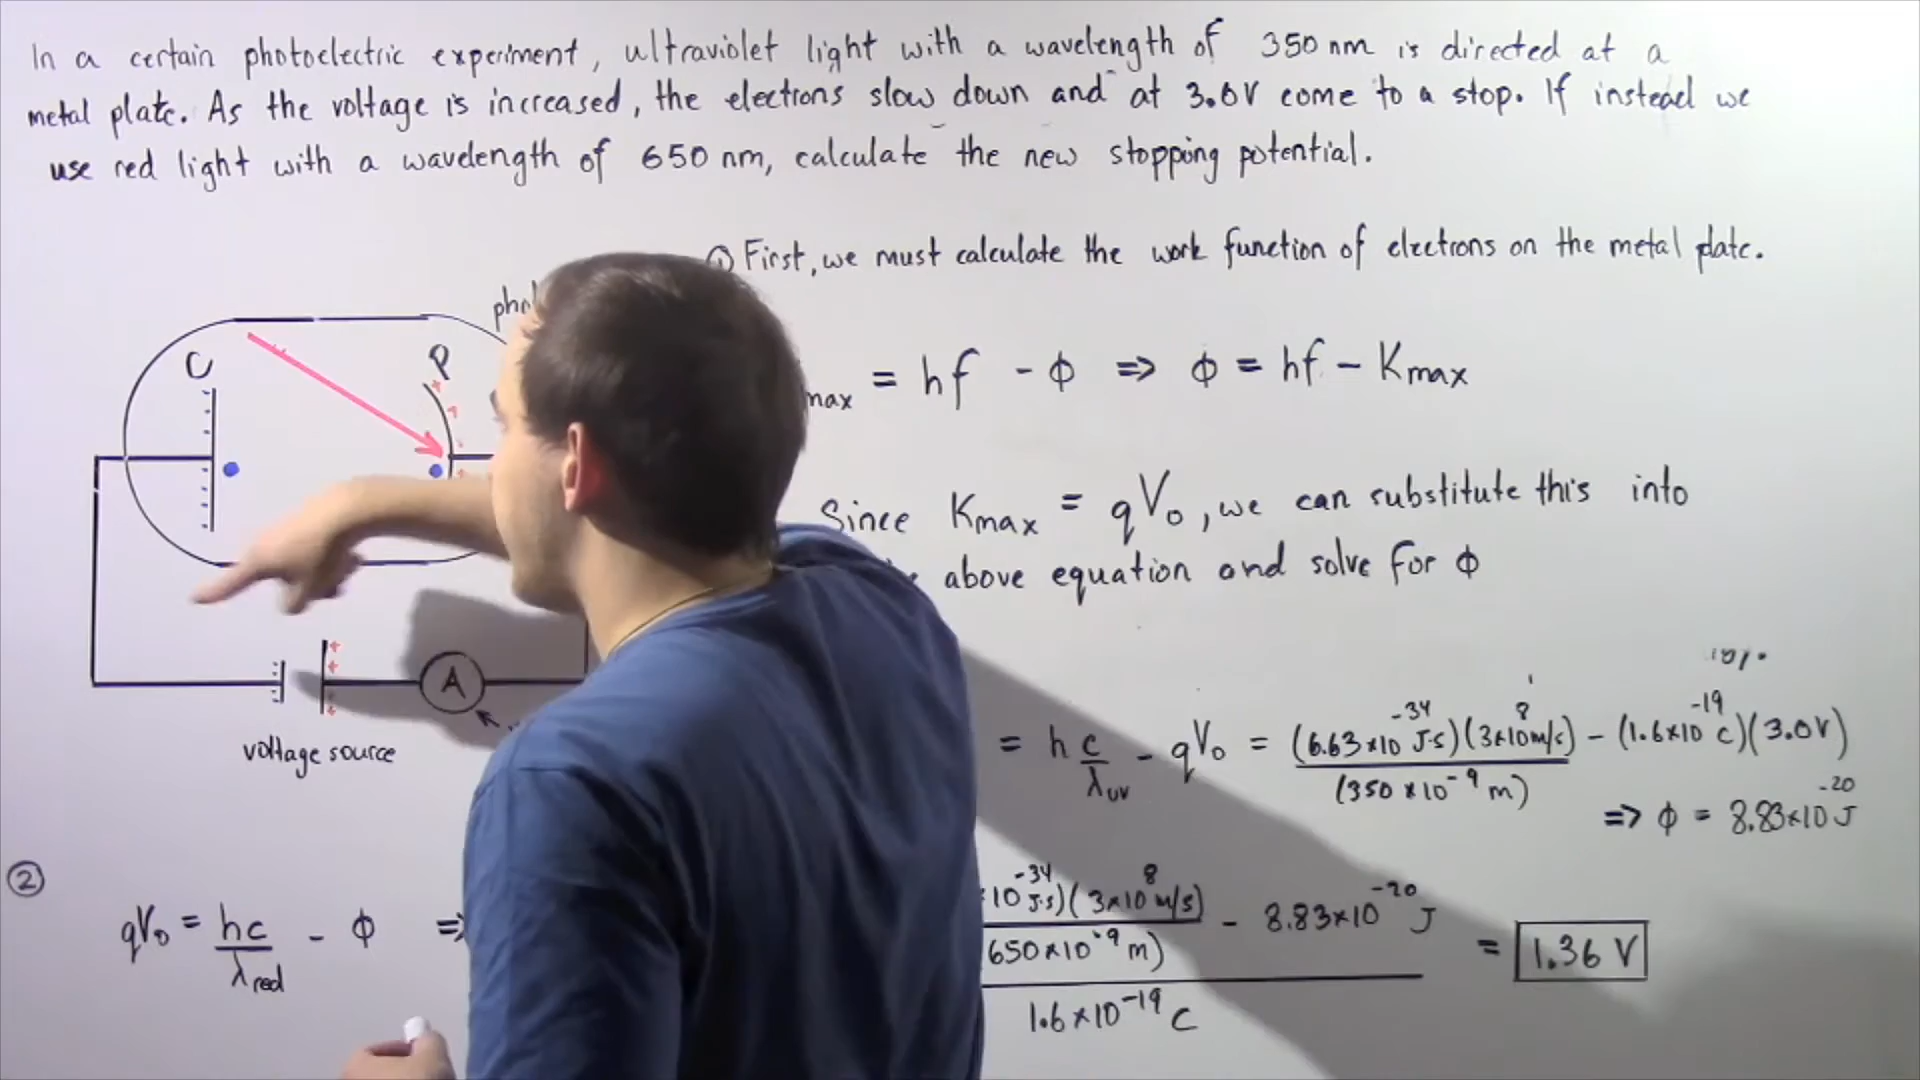 In a certain photoelectric experiment, ultraviolet light with a wavelength of 350 nm is directed at a
metal plate. As the voltage is increased, the electrons slow down and at 3.0V come to a stop. If instead we
use red light with a wavelength of 650 nm, calculate the new stopping potential.
① First, we must calculate the work function of electrons on the metal plate.
C
P
max = hf - ϕ => ϕ = hf - Kmax
Since Kmax = qV₀, we can substitute this into
above equation and solve for ϕ
A
voltage source
= h c/λuv - qV₀ = (6.63×10⁻³⁴ J·s)(3×10⁸ m/s)/(350×10⁻⁹ m) - (1.6×10⁻¹⁹ C)(3.0V)
=> ϕ = 8.83×10⁻²⁰ J
②
qV₀ = hc/λred - ϕ =>
10⁻³⁴ J·s)(3×10⁸ m/s)
650×10⁻⁹ m) - 8.83×10⁻²⁰ J
1.6×10⁻¹⁹ C
= 1.36 V